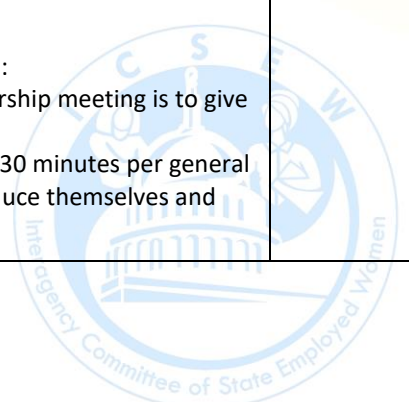 :
rship meeting is to give
30 minutes per general
uce themselves and
I C S E W
Interagency Committee of State Employed Women